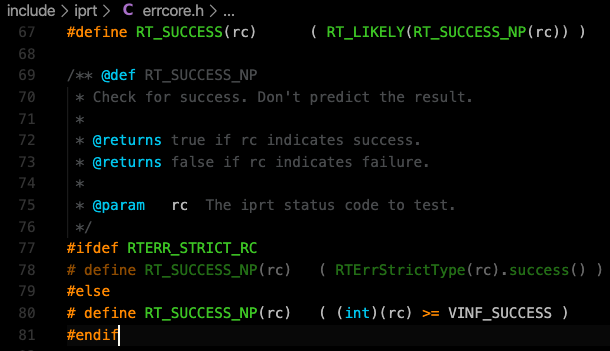 include > iprt > C errcore.h > ...
67 #define RT_SUCCESS(rc)      ( RT_LIKELY(RT_SUCCESS_NP(rc)) )
68
69 /** @def RT_SUCCESS_NP
70  * Check for success. Don't predict the result.
71  *
72  * @returns true if rc indicates success.
73  * @returns false if rc indicates failure.
74  *
75  * @param   rc  The iprt status code to test.
76  */
77 #ifdef RTERR_STRICT_RC
78 # define RT_SUCCESS_NP(rc)   ( RTErrStrictType(rc).success() )
79 #else
80 # define RT_SUCCESS_NP(rc)   ( (int)(rc) >= VINF_SUCCESS )
81 #endif